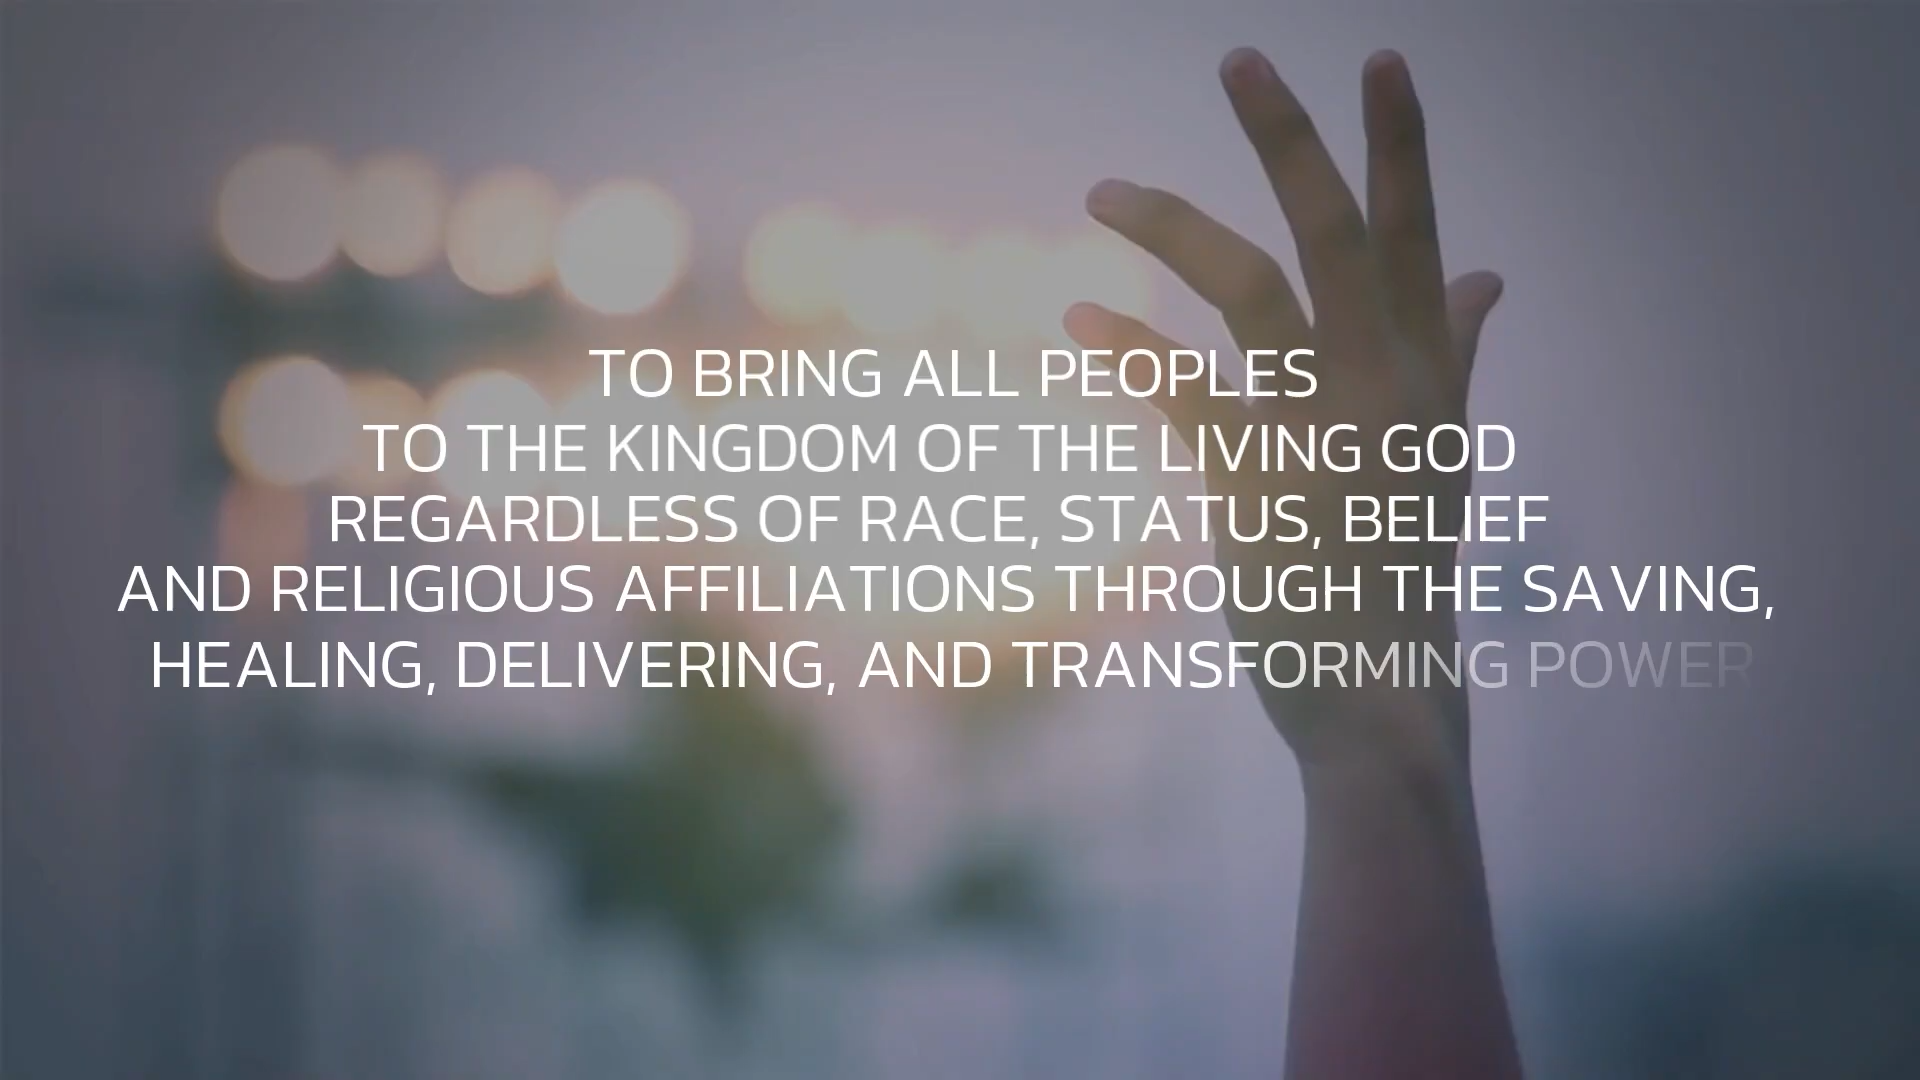 TO BRING ALL PEOPLES
TO THE KINGDOM OF THE LIVING GOD
REGARDLESS OF RACE, STATUS, BELIEF
AND RELIGIOUS AFFILIATIONS THROUGH THE SAVING,
HEALING, DELIVERING, AND TRANSFORMING POWER